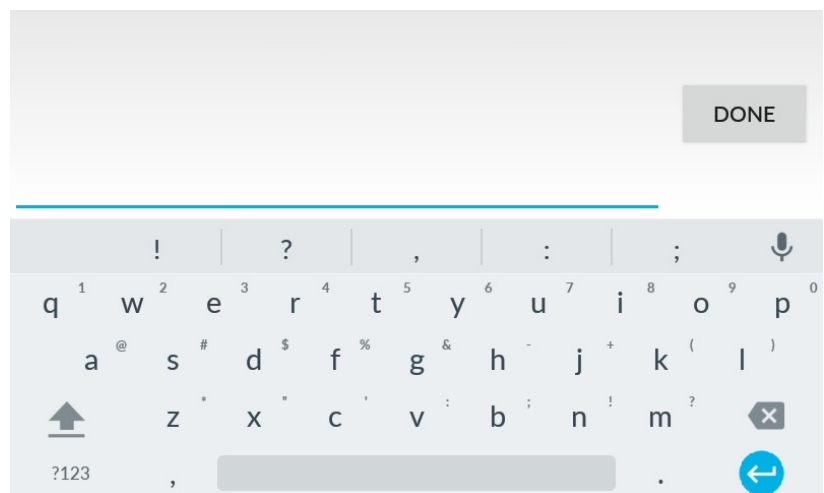 DONE
! ? , : ;
q 1 w 2 e 3 r 4 t 5 y 6 u 7 i 8 o 9 p 0
a @ s # d $ f % g & h - j + k ( l )
z * x " c ' v : b ; n ! m ?
?123 , .